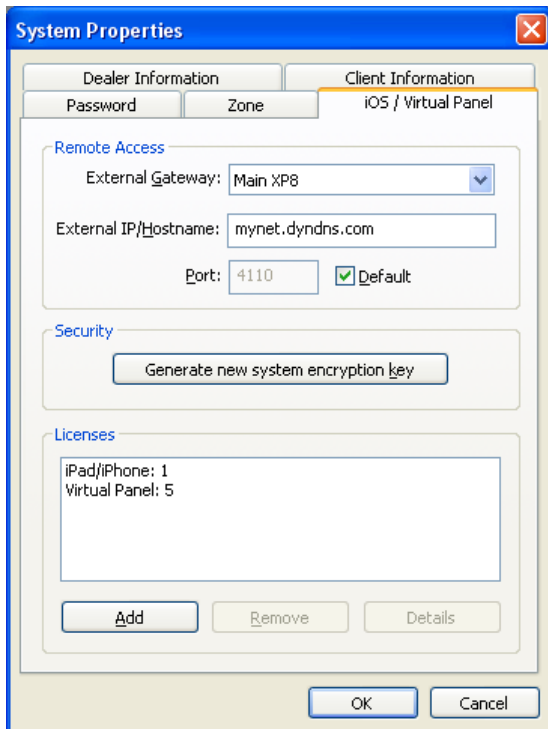 System Properties
Dealer Information Client Information
Password Zone iOS / Virtual Panel
Remote Access
External Gateway: Main XP8
External IP/Hostname: mynet.dyndns.com
Port: 4110 Default
Security
Generate new system encryption key
Licenses
iPad/iPhone: 1
Virtual Panel: 5
Add Remove Details
OK Cancel